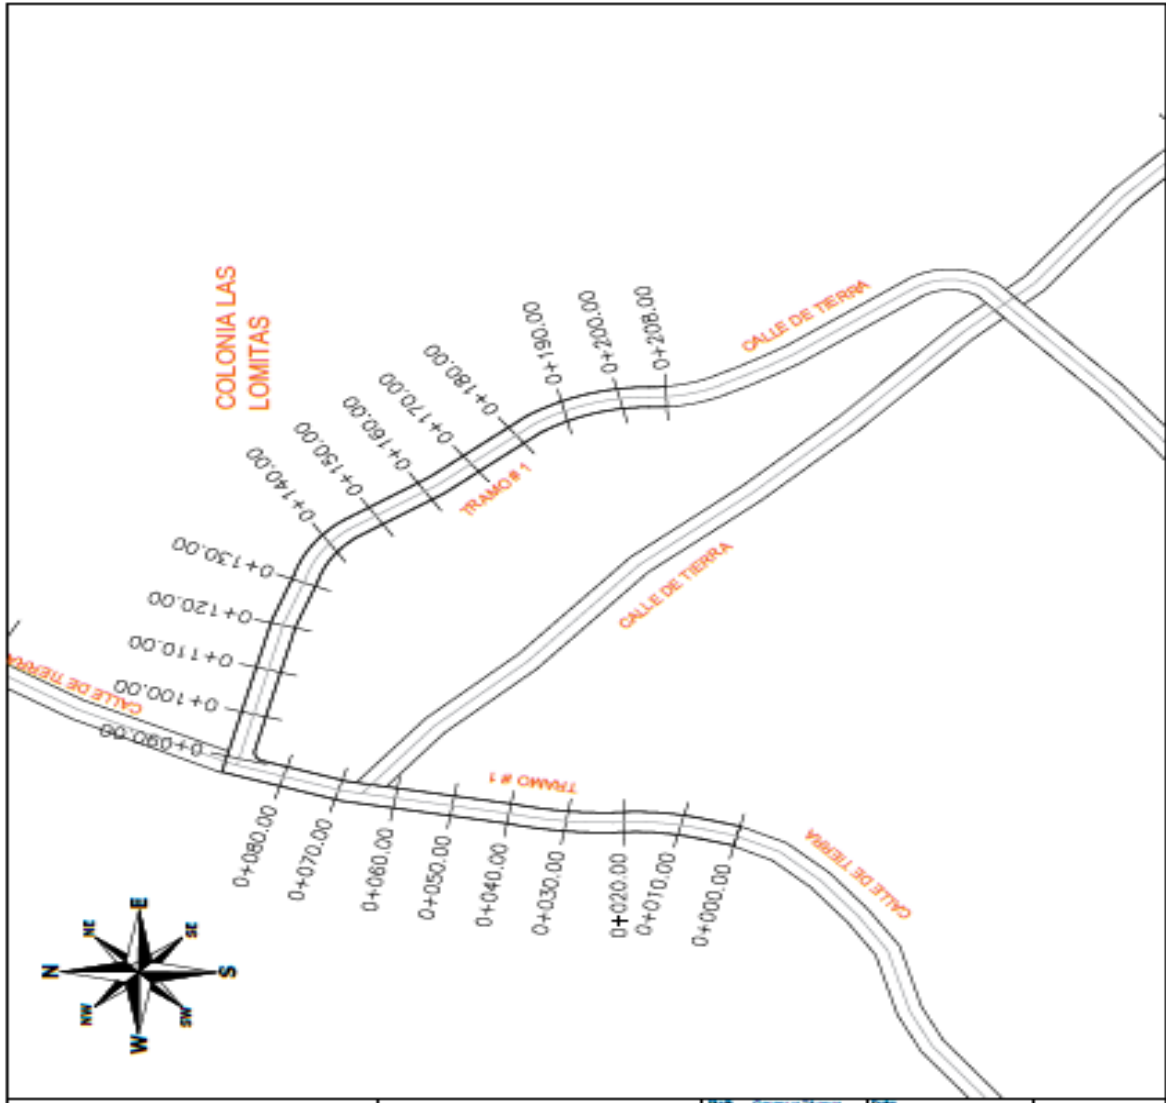 COLONIA LAS
LOMITAS
0+208.00
0+200.00
0+190.00
0+180.00
0+170.00
0+160.00
0+150.00
0+140.00
0+130.00
0+120.00
0+110.00
0+100.00
0+090.00
CALLE DE TIERRA
TRAMO # 1
CALLE DE TIERRA
CALLE DE TIERRA
TRAMO # 1
CALLE DE TIERRA
0+080.00
0+070.00
0+060.00
0+050.00
0+040.00
0+030.00
0+020.00
0+010.00
0+000.00
N
NE
E
SE
S
SW
W
NW